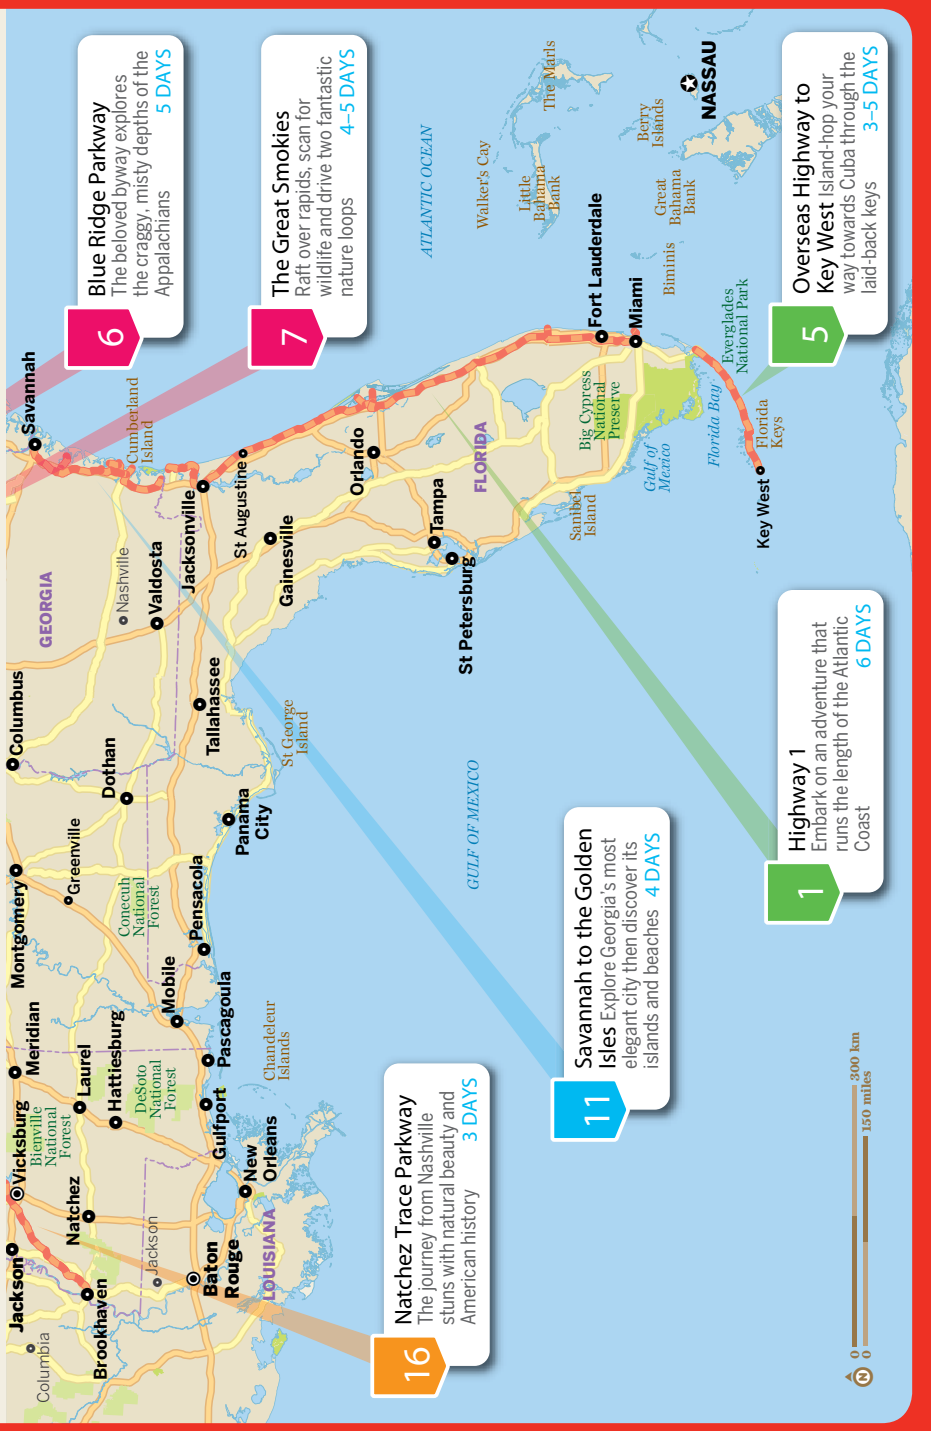 Blue Ridge Parkway
The beloved byway explores
the craggy, misty depths of the
Appalachians 5 DAYS
6
The Great Smokies
Raft over rapids, scan for
wildlife and drive two fantastic
nature loops 4–5 DAYS
7
Overseas Highway to
Key West Island-hop your
way towards Cuba through the
laid-back keys 3–5 DAYS
5
Highway 1
Embark on an adventure that
runs the length of the Atlantic
Coast 6 DAYS
1
Savannah to the Golden
Isles Explore Georgia's most
elegant city then discover its
islands and beaches 4 DAYS
11
Natchez Trace Parkway
The journey from Nashville
stuns with natural beauty and
American history 3 DAYS
16
Columbia
Jackson
Vicksburg
Meridian
Montgomery
Columbus
GEORGIA
Savannah
Bienville
National
Forest
Laurel
Greenville
Natchez
Brookhaven
Hattiesburg
Dothan
Nashville
Cumberland
Island
Jackson
DeSoto
National
Forest
Conecuh
National
Forest
Valdosta
Mobile
Pensacola
Jacksonville
Baton
Rouge
Gulfport
Pascagoula
Tallahassee
St Augustine
New
Orleans
Panama
City
Gainesville
LOUISIANA
Chandeleur
Islands
St George
Island
Orlando
Tampa
St Petersburg
FLORIDA
GULF OF MEXICO
ATLANTIC OCEAN
Walker's Cay
Little
Bahama
Bank
The Marls
Sanibel
Island
Big Cypress
National
Preserve
Fort Lauderdale
Miami
Biminis
Great
Bahama
Bank
Berry
Islands
NASSAU
Gulf of
Mexico
Florida Bay
Everglades
National Park
Key West
Florida
Keys
N
0 300 km
0 150 miles